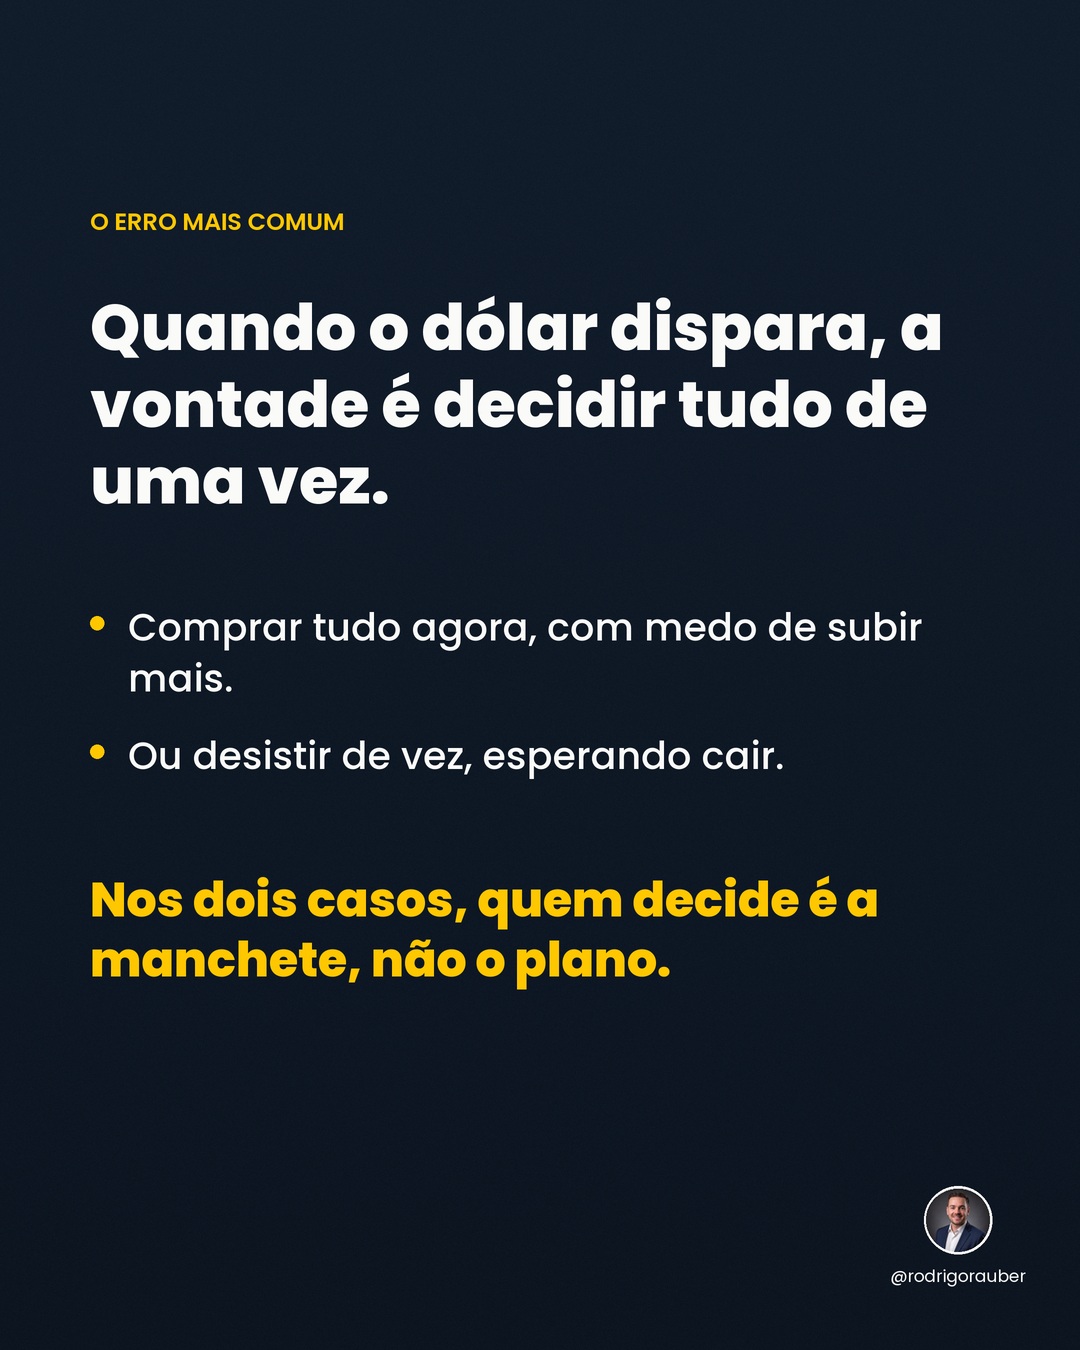 O ERRO MAIS COMUM
Quando o dólar dispara, a
vontade é decidir tudo de
uma vez.
• Comprar tudo agora, com medo de subir
mais.
• Ou desistir de vez, esperando cair.
Nos dois casos, quem decide é a
manchete, não o plano.
@rodrigorauber